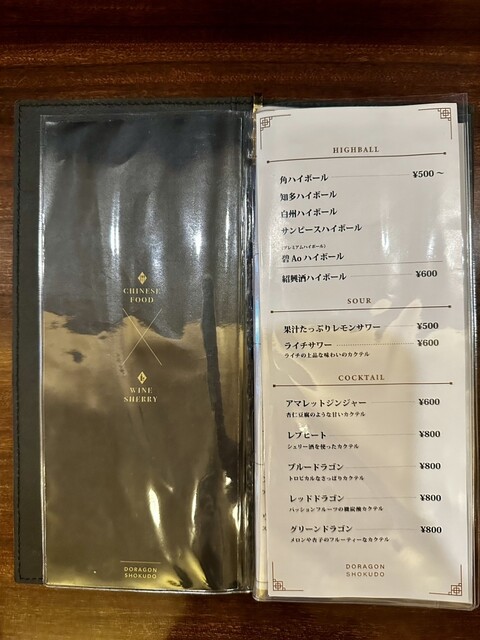 CHINESE
FOOD
WINE
SHERRY
DORAGON
SHOKUDO
HIGHBALL
角ハイボール ¥500～
知多ハイボール
白州ハイボール
サンピースハイボール
(プレミアムハイボール)
碧Aoハイボール
紹興酒ハイボール ¥600
SOUR
果汁たっぷりレモンサワー ¥500
ライチサワー ¥600
ライチの上品な味わいのカクテル
COCKTAIL
アマレットジンジャー ¥600
杏仁豆腐のような甘いカクテル
レブヒート ¥800
シェリー酒を使ったカクテル
ブルードラゴン ¥800
トロピカルなさっぱりカクテル
レッドドラゴン ¥800
パッションフルーツの微炭酸カクテル
グリーンドラゴン ¥800
メロンや杏子のフルーティーなカクテル
DORAGON
SHOKUDO